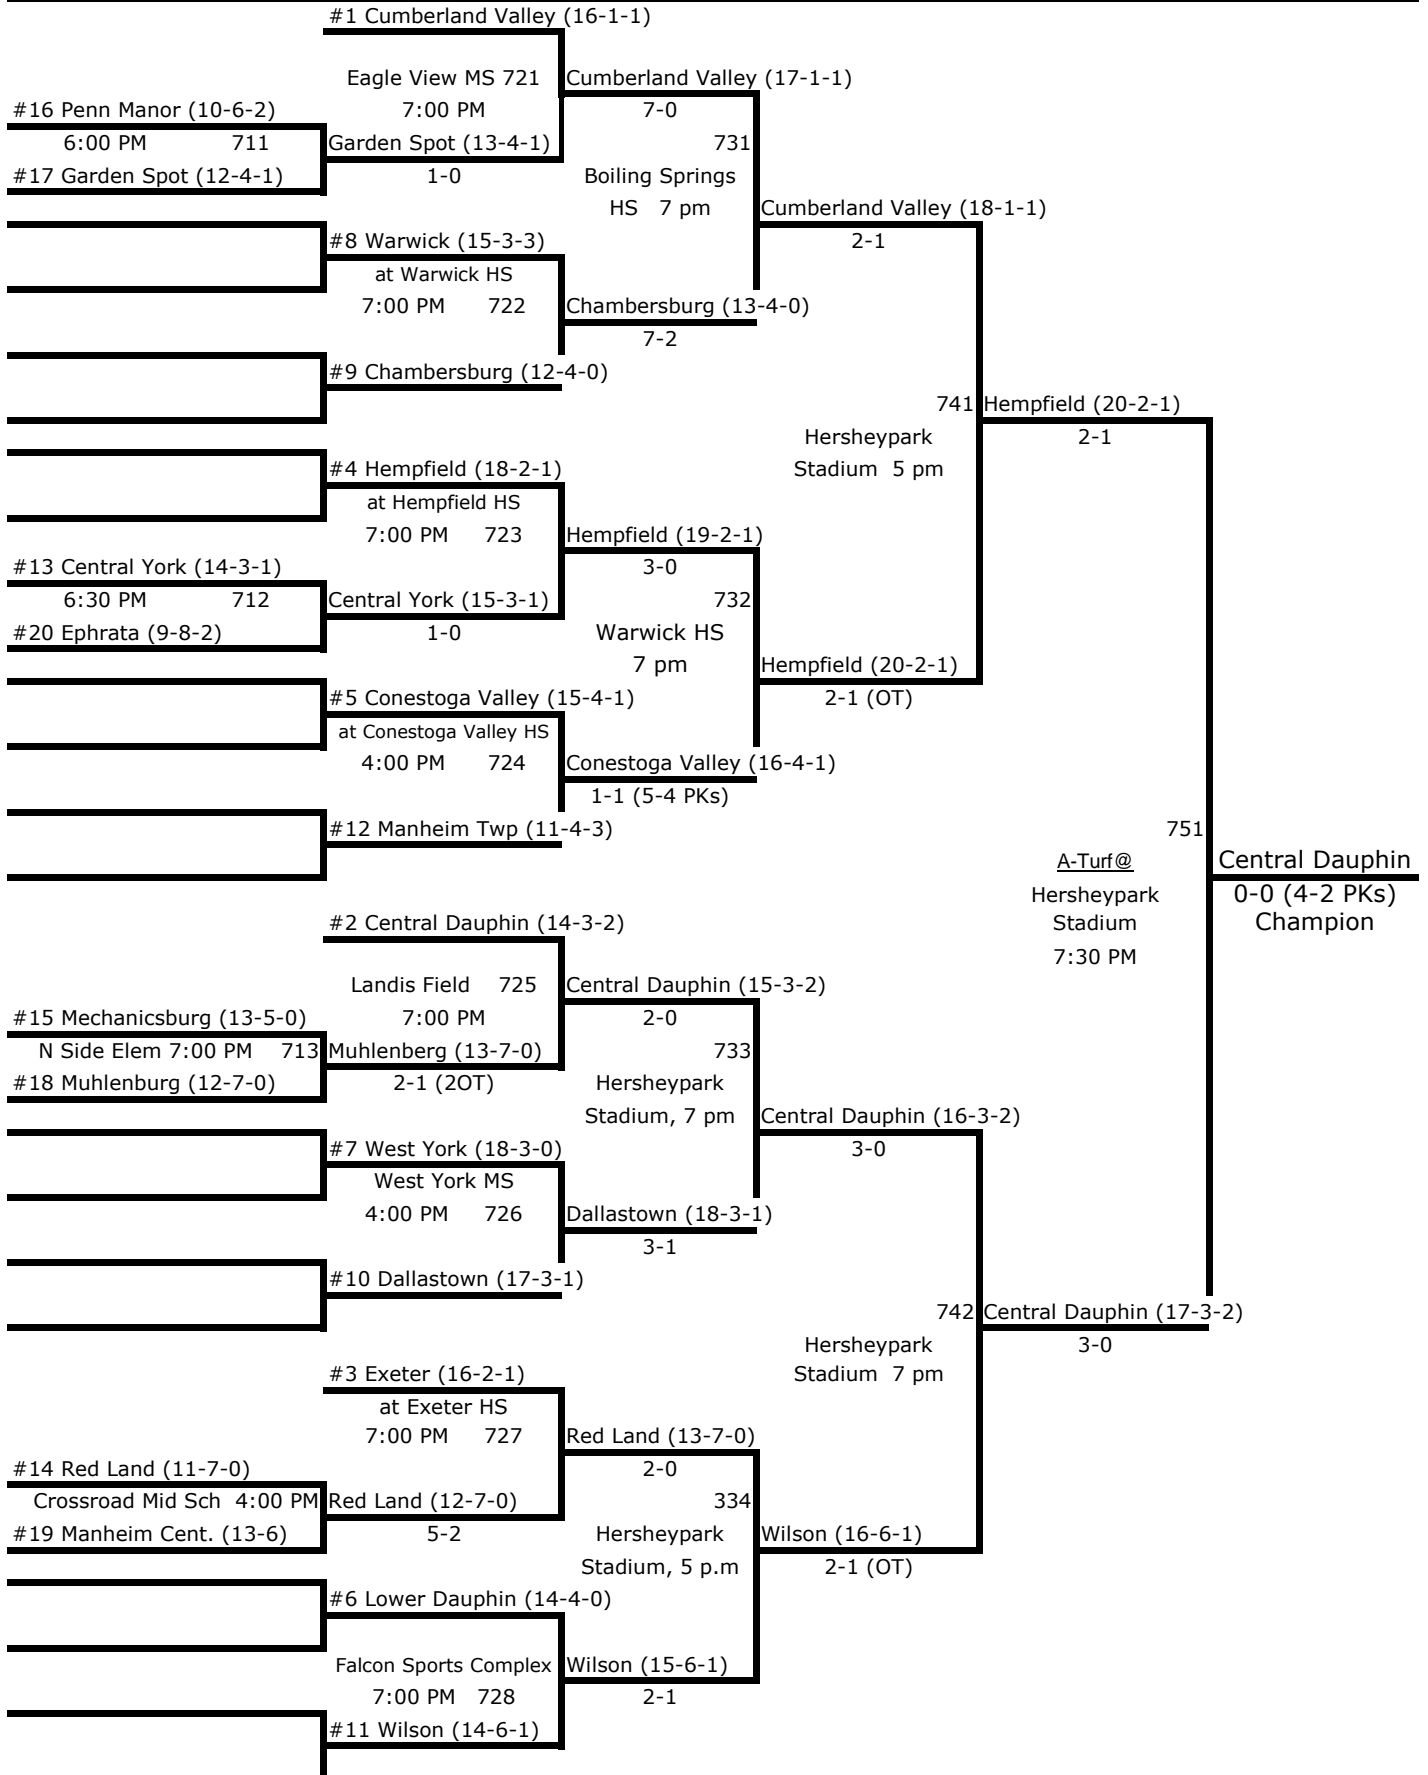 #1 Cumberland Valley (16-1-1)
Eagle View MS 721
Cumberland Valley (17-1-1)
#16 Penn Manor (10-6-2)
7:00 PM
7-0
6:00 PM 711
Garden Spot (13-4-1)
731
#17 Garden Spot (12-4-1)
1-0
Boiling Springs
HS 7 pm
Cumberland Valley (18-1-1)
#8 Warwick (15-3-3)
2-1
at Warwick HS
7:00 PM 722
Chambersburg (13-4-0)
7-2
#9 Chambersburg (12-4-0)
741
Hempfield (20-2-1)
Hersheypark
2-1
#4 Hempfield (18-2-1)
Stadium 5 pm
at Hempfield HS
7:00 PM 723
Hempfield (19-2-1)
#13 Central York (14-3-1)
3-0
6:30 PM 712
Central York (15-3-1)
732
#20 Ephrata (9-8-2)
1-0
Warwick HS
7 pm
Hempfield (20-2-1)
#5 Conestoga Valley (15-4-1)
2-1 (OT)
at Conestoga Valley HS
4:00 PM 724
Conestoga Valley (16-4-1)
1-1 (5-4 PKs)
#12 Manheim Twp (11-4-3)
751
A-Turf@
Central Dauphin
Hersheypark
0-0 (4-2 PKs)
#2 Central Dauphin (14-3-2)
Stadium
Champion
7:30 PM
Landis Field 725
Central Dauphin (15-3-2)
#15 Mechanicsburg (13-5-0)
7:00 PM
2-0
N Side Elem 7:00 PM 713
Muhlenberg (13-7-0)
733
#18 Muhlenburg (12-7-0)
2-1 (2OT)
Hersheypark
Stadium, 7 pm
Central Dauphin (16-3-2)
#7 West York (18-3-0)
3-0
West York MS
4:00 PM 726
Dallastown (18-3-1)
3-1
#10 Dallastown (17-3-1)
742
Central Dauphin (17-3-2)
Hersheypark
3-0
#3 Exeter (16-2-1)
Stadium 7 pm
at Exeter HS
7:00 PM 727
Red Land (13-7-0)
#14 Red Land (11-7-0)
2-0
Crossroad Mid Sch 4:00 PM
Red Land (12-7-0)
334
#19 Manheim Cent. (13-6)
5-2
Hersheypark
Wilson (16-6-1)
Stadium, 5 p.m
2-1 (OT)
#6 Lower Dauphin (14-4-0)
Falcon Sports Complex
Wilson (15-6-1)
7:00 PM 728
2-1
#11 Wilson (14-6-1)